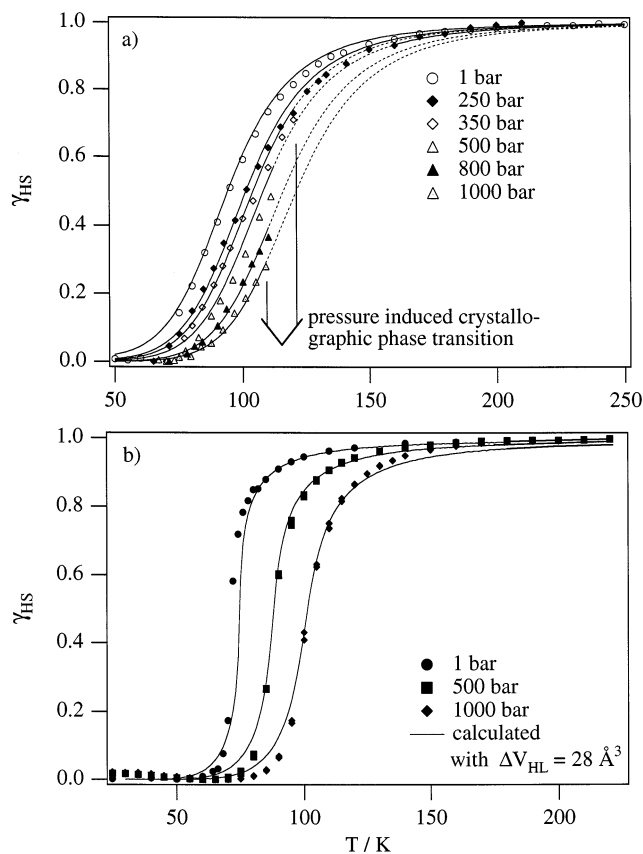 a)
1.0
0.8
0.6
0.4
0.2
0.0
γHS
1 bar
250 bar
350 bar
500 bar
800 bar
1000 bar
pressure induced crystallo-
graphic phase transition
50 100 150 200 250
b)
1.0
0.8
0.6
0.4
0.2
0.0
γHS
1 bar
500 bar
1000 bar
calculated
with ΔVHL = 28 Å³
50 100 150 200
T / K